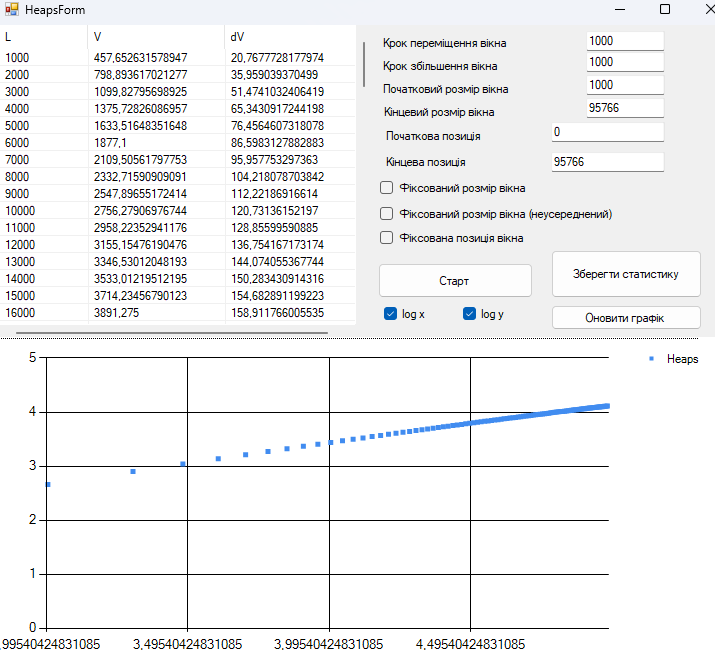 HeapsForm
L V dV
1000 457,652631578947 20,7677728177974
2000 798,893617021277 35,959039370499
3000 1099,82795698925 51,4741032406419
4000 1375,72826086957 65,3430917244198
5000 1633,51648351648 76,4564607318078
6000 1877,1 86,5983127882883
7000 2109,50561797753 95,957753297363
8000 2332,71590909091 104,218078703842
9000 2547,89655172414 112,22186916614
10000 2756,27906976744 120,73136152197
11000 2958,22352941176 128,85599590885
12000 3155,15476190476 136,754167173174
13000 3346,53012048193 144,074055367744
14000 3533,01219512195 150,283430914316
15000 3714,23456790123 154,682891199223
16000 3891,275 158,911766005535
Крок переміщення вікна 1000
Крок збільшення вікна 1000
Початковий розмір вікна 1000
Кінцевий розмір вікна 95766
Початкова позиція 0
Кінцева позиція 95766
Фіксований розмір вікна
Фіксований розмір вікна (неусереднений)
Фіксована позиція вікна
Старт
Зберегти статистику
log x log y
Оновити графік
Heaps
5
4
3
2
1
0
,99540424831085 3,49540424831085 3,99540424831085 4,49540424831085